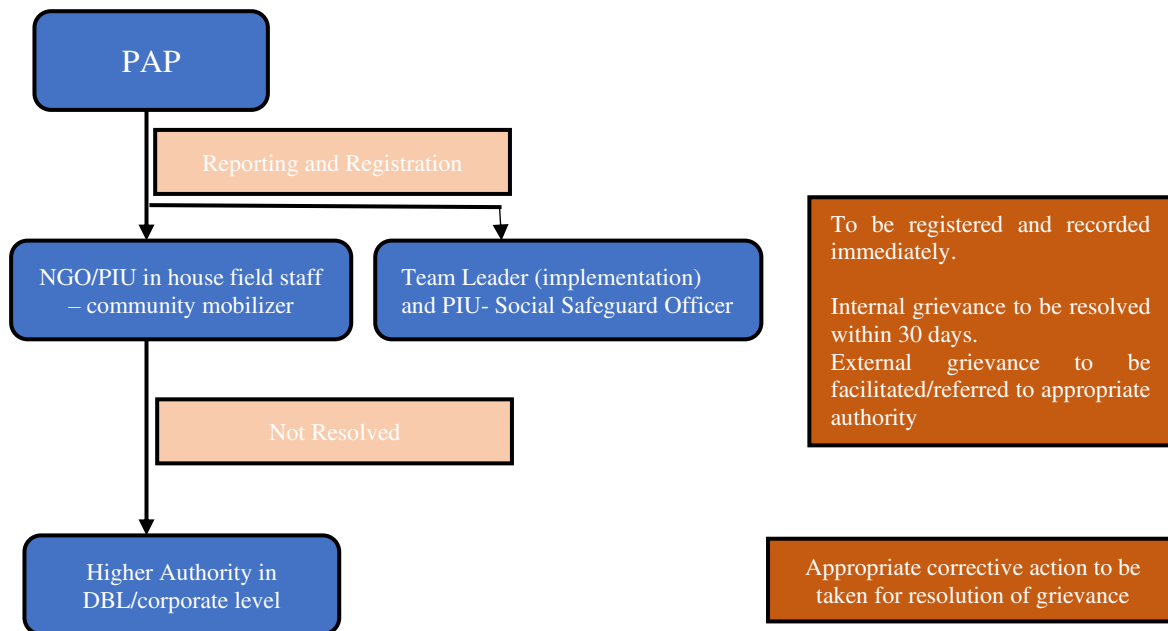 PAP
Reporting and Registration
NGO/PIU in house field staff
– community mobilizer
Team Leader (implementation)
and PIU- Social Safeguard Officer
To be registered and recorded
immediately.
Internal grievance to be resolved
within 30 days.
External grievance to be
facilitated/referred to appropriate
authority
Not Resolved
Higher Authority in
DBL/corporate level
Appropriate corrective action to be
taken for resolution of grievance